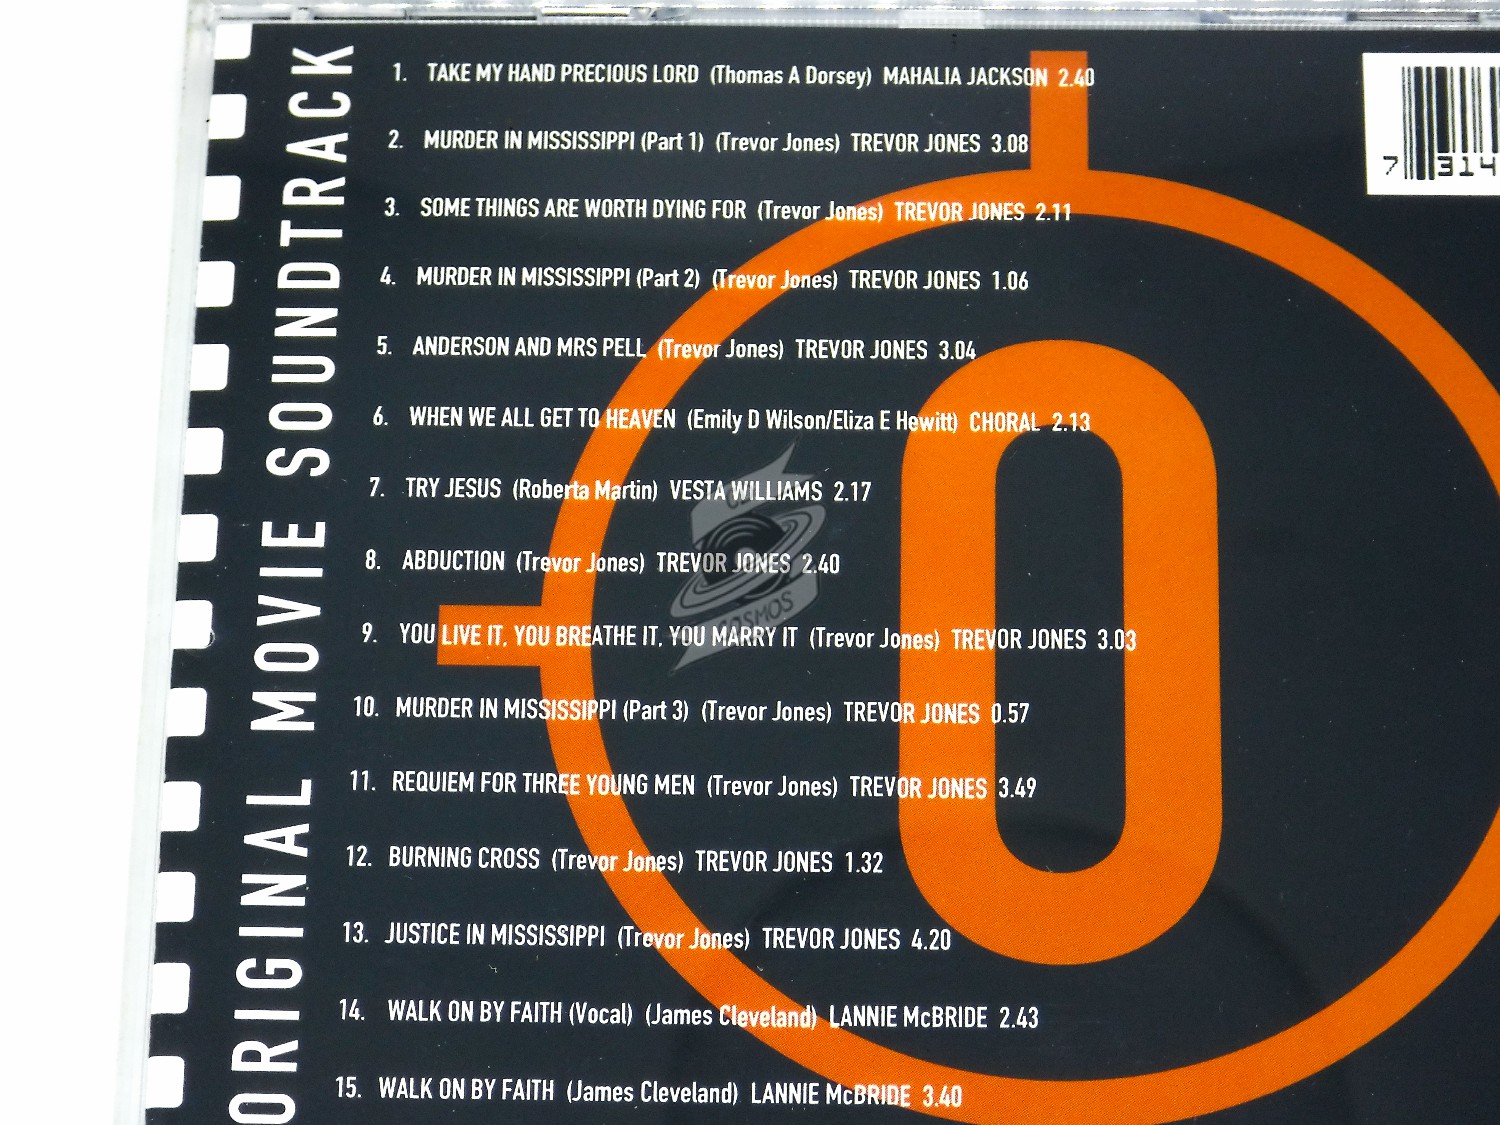 ORIGINAL MOVIE SOUNDTRACK
1. TAKE MY HAND PRECIOUS LORD (Thomas A Dorsey) MAHALIA JACKSON 2.40
2. MURDER IN MISSISSIPPI (Part 1) (Trevor Jones) TREVOR JONES 3.08
3. SOME THINGS ARE WORTH DYING FOR (Trevor Jones) TREVOR JONES 2.11
4. MURDER IN MISSISSIPPI (Part 2) (Trevor Jones) TREVOR JONES 1.06
5. ANDERSON AND MRS PELL (Trevor Jones) TREVOR JONES 3.04
6. WHEN WE ALL GET TO HEAVEN (Emily D Wilson/Eliza E Hewitt) CHORAL 2.13
7. TRY JESUS (Roberta Martin) VESTA WILLIAMS 2.17
8. ABDUCTION (Trevor Jones) TREVOR JONES 2.40
9. YOU LIVE IT, YOU BREATHE IT, YOU MARRY IT (Trevor Jones) TREVOR JONES 3.03
10. MURDER IN MISSISSIPPI (Part 3) (Trevor Jones) TREVOR JONES 0.57
11. REQUIEM FOR THREE YOUNG MEN (Trevor Jones) TREVOR JONES 3.49
12. BURNING CROSS (Trevor Jones) TREVOR JONES 1.32
13. JUSTICE IN MISSISSIPPI (Trevor Jones) TREVOR JONES 4.20
14. WALK ON BY FAITH (Vocal) (James Cleveland) LANNIE McBRIDE 2.43
15. WALK ON BY FAITH (James Cleveland) LANNIE McBRIDE 3.40
7 314
COSMOS